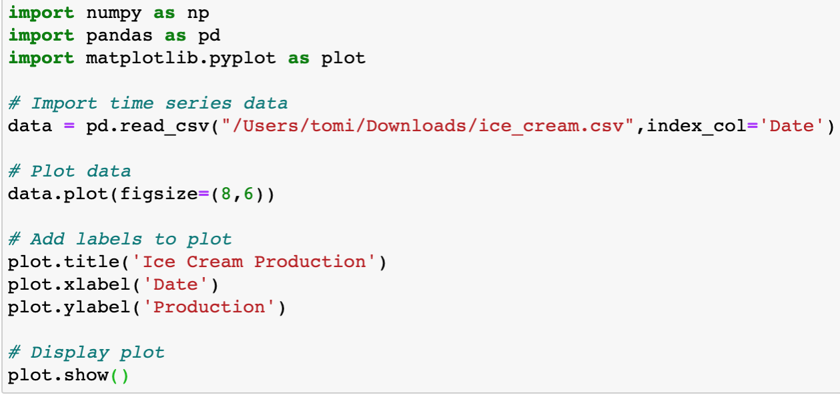 import numpy as np
import pandas as pd
import matplotlib.pyplot as plot
# Import time series data
data = pd.read_csv("/Users/tomi/Downloads/ice_cream.csv",index_col='Date')
# Plot data
data.plot(figsize=(8,6))
# Add labels to plot
plot.title('Ice Cream Production')
plot.xlabel('Date')
plot.ylabel('Production')
# Display plot
plot.show()